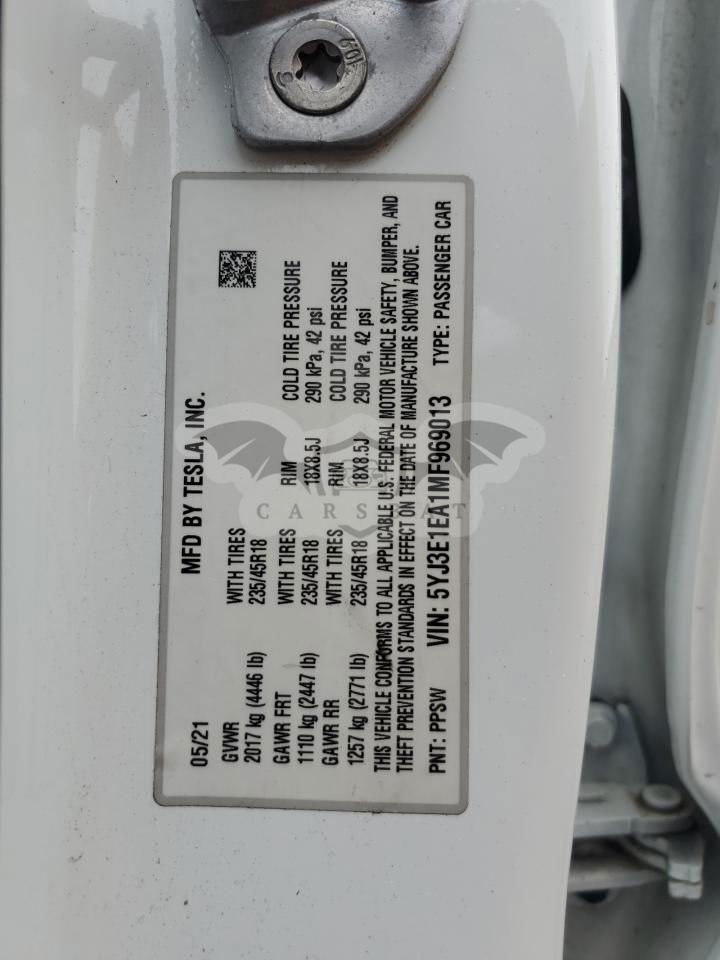 609
9
05/21 MFD BY TESLA, INC.
GVWR WITH TIRES
2017 kg (4446 lb) 235/45R18
GAWR FRT WITH TIRES RIM COLD TIRE PRESSURE
1110 kg (2447 lb) 235/45R18 18X8.5J 290 kPa, 42 psi
GAWR RR WITH TIRES RIM COLD TIRE PRESSURE
1257 kg (2771 lb) 235/45R18 18X8.5J 290 kPa, 42 psi
THIS VEHICLE CONFORMS TO ALL APPLICABLE U.S. FEDERAL MOTOR VEHICLE SAFETY, BUMPER, AND
THEFT PREVENTION STANDARDS IN EFFECT ON THE DATE OF MANUFACTURE SHOWN ABOVE.
PNT: PPSW VIN: 5YJ3E1EA1MF969013 TYPE: PASSENGER CAR
CARSBAT